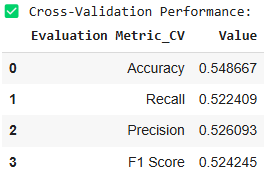 ✅ Cross-Validation Performance:
Evaluation Metric_CV Value
0 Accuracy 0.548667
1 Recall 0.522409
2 Precision 0.526093
3 F1 Score 0.524245